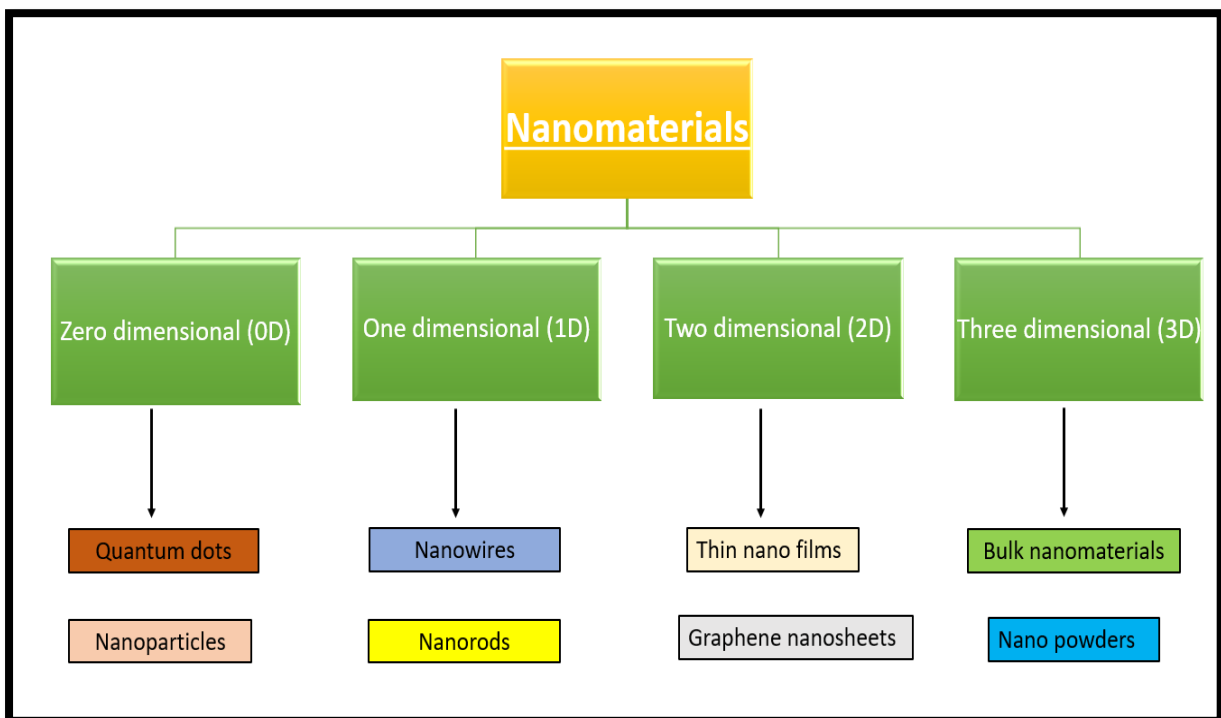 Nanomaterials
Zero dimensional (0D)
One dimensional (1D)
Two dimensional (2D)
Three dimensional (3D)
Quantum dots
Nanowires
Thin nano films
Bulk nanomaterials
Nanoparticles
Nanorods
Graphene nanosheets
Nano powders